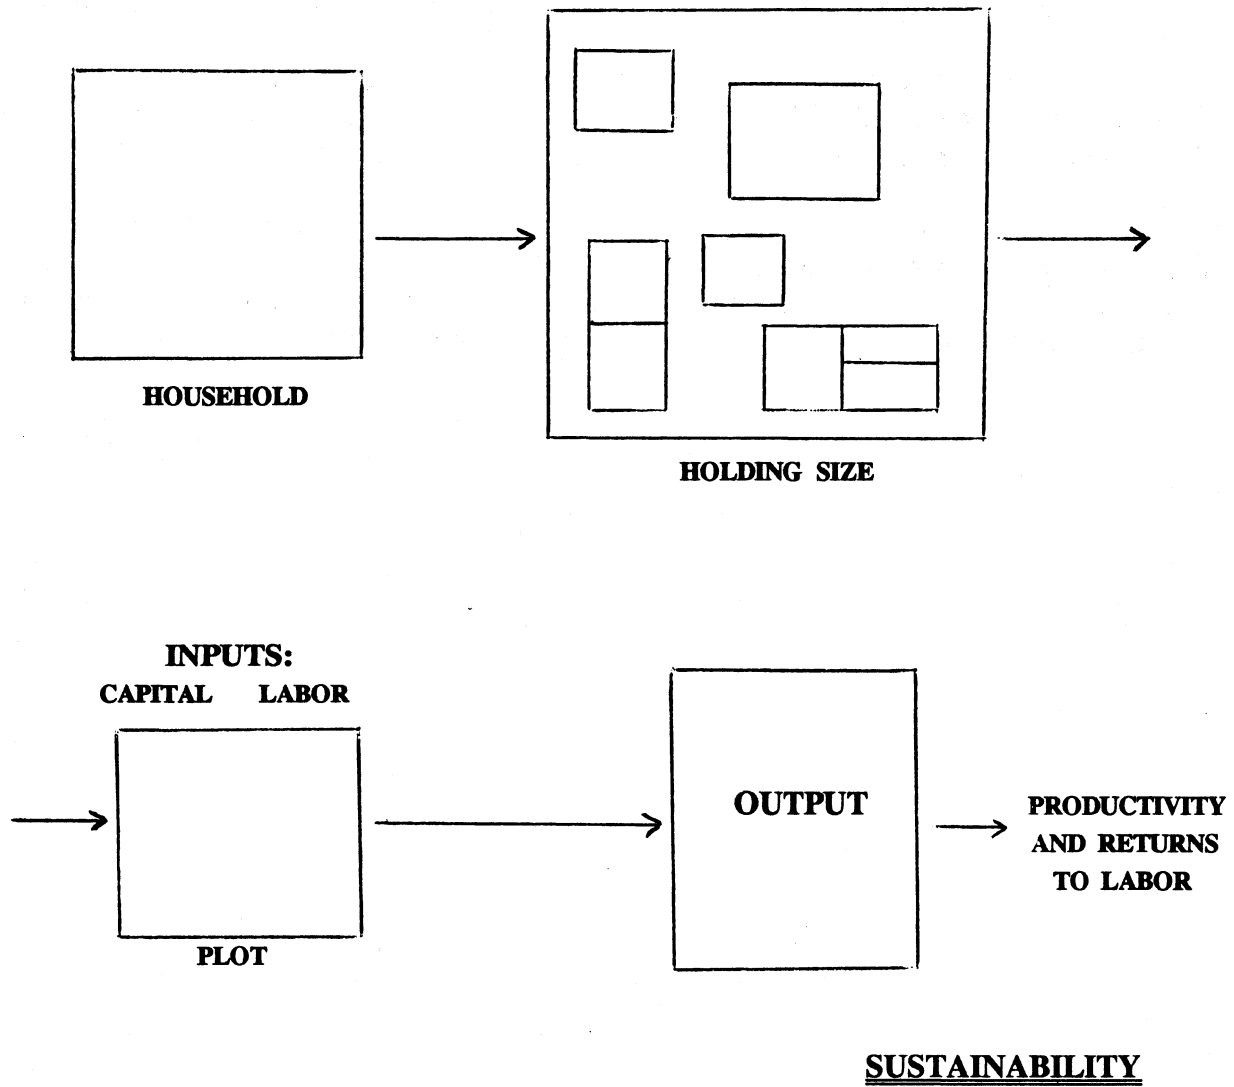 HOUSEHOLD
HOLDING SIZE
INPUTS:
CAPITAL LABOR
PLOT
OUTPUT
PRODUCTIVITY
AND RETURNS
TO LABOR
SUSTAINABILITY